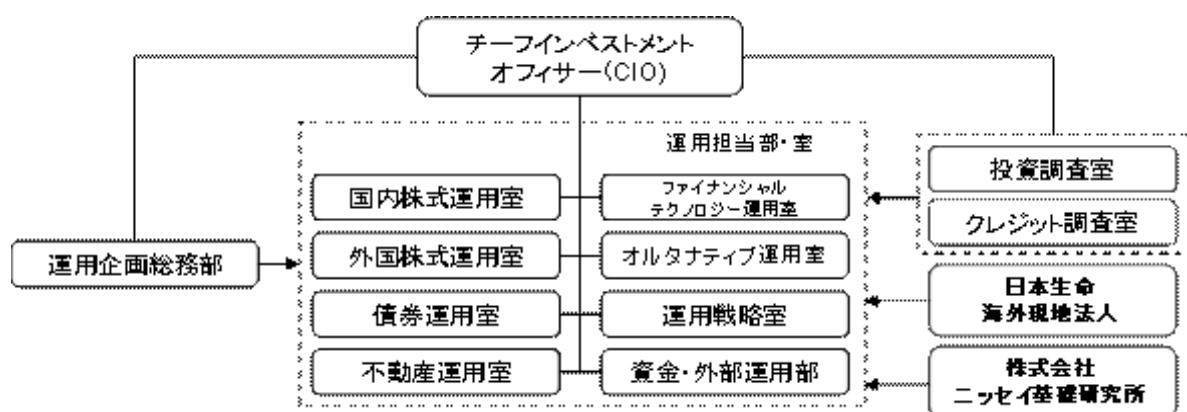 チーフインベストメント
オフィサー(CIO)
運用担当部・室
国内株式運用室
ファイナンシャル
テクノロジー運用室
外国株式運用室
オルタナティブ運用室
債券運用室
運用戦略室
不動産運用室
資金・外部運用部
運用企画総務部
投資調査室
クレジット調査室
日本生命
海外現地法人
株式会社
ニッセイ基礎研究所